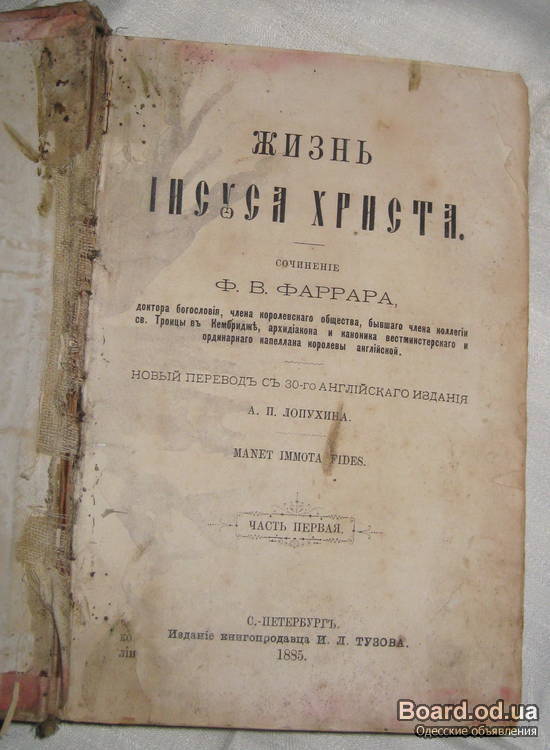 ЖИЗНЬ
ІИСУСА ХРИСТА.
СОЧИНЕНІЕ
Ф. В. ФАРРАРА,
доктора богословія, члена королевскаго общества, бывшаго члена коллегіи
св. Троицы въ Кембриджѣ, архидіакона и каноника вестминстерскаго и
ординарнаго капеллана королевы англійской.
НОВЫЙ ПЕРЕВОДЪ СЪ 30-го АНГЛІЙСКАГО ИЗДАНІЯ
А. П. ЛОПУХИНА.
MANET IMMOTA FIDES.
ЧАСТЬ ПЕРВАЯ.
С.-ПЕТЕРБУРГЪ.
Изданіе книгопродавца И. Л. ТУЗОВА.
1885.
ко
лін
Board.od.ua
Одесские объявления